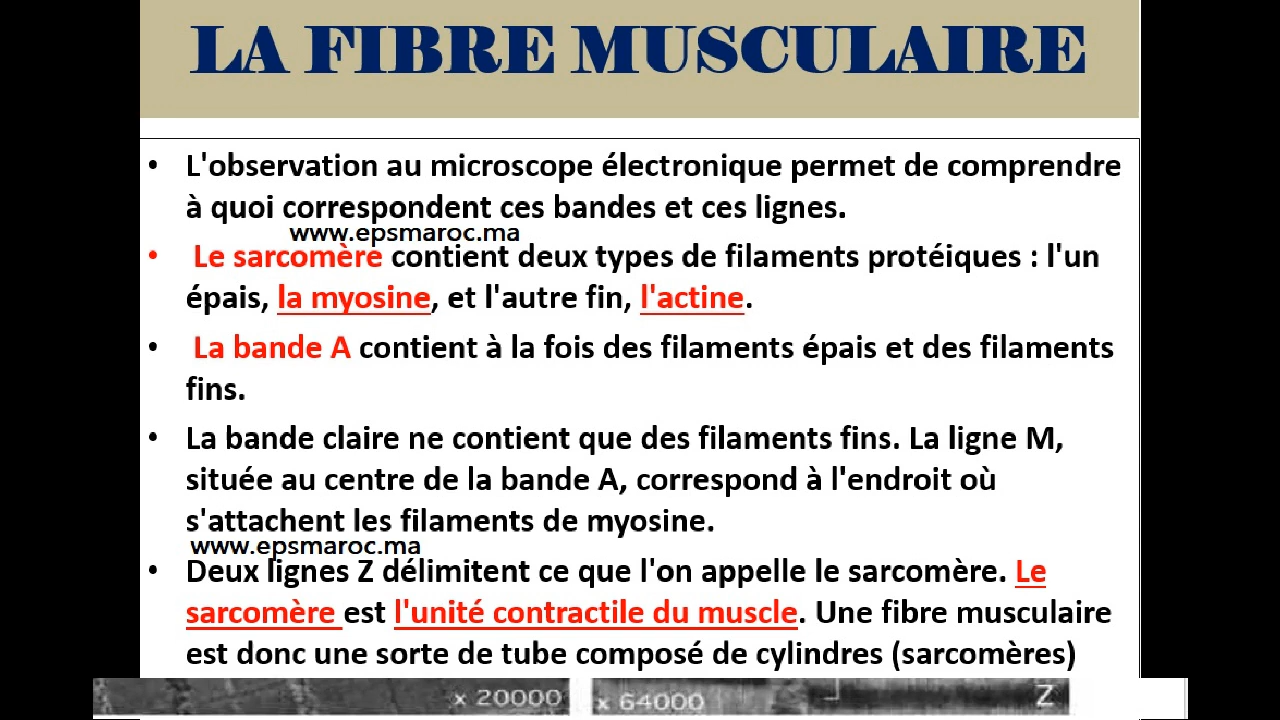 LA FIBRE MUSCULAIRE
• L'observation au microscope électronique permet de comprendre
à quoi correspondent ces bandes et ces lignes.
www.epsmaroc.ma
• Le sarcomère contient deux types de filaments protéiques : l'un
épais, la myosine, et l'autre fin, l'actine.
• La bande A contient à la fois des filaments épais et des filaments
fins.
• La bande claire ne contient que des filaments fins. La ligne M,
située au centre de la bande A, correspond à l'endroit où
s'attachent les filaments de myosine.
www.epsmaroc.ma
• Deux lignes Z délimitent ce que l'on appelle le sarcomère. Le
sarcomère est l'unité contractile du muscle. Une fibre musculaire
est donc une sorte de tube composé de cylindres (sarcomères)
x 20000 x 64000 Z